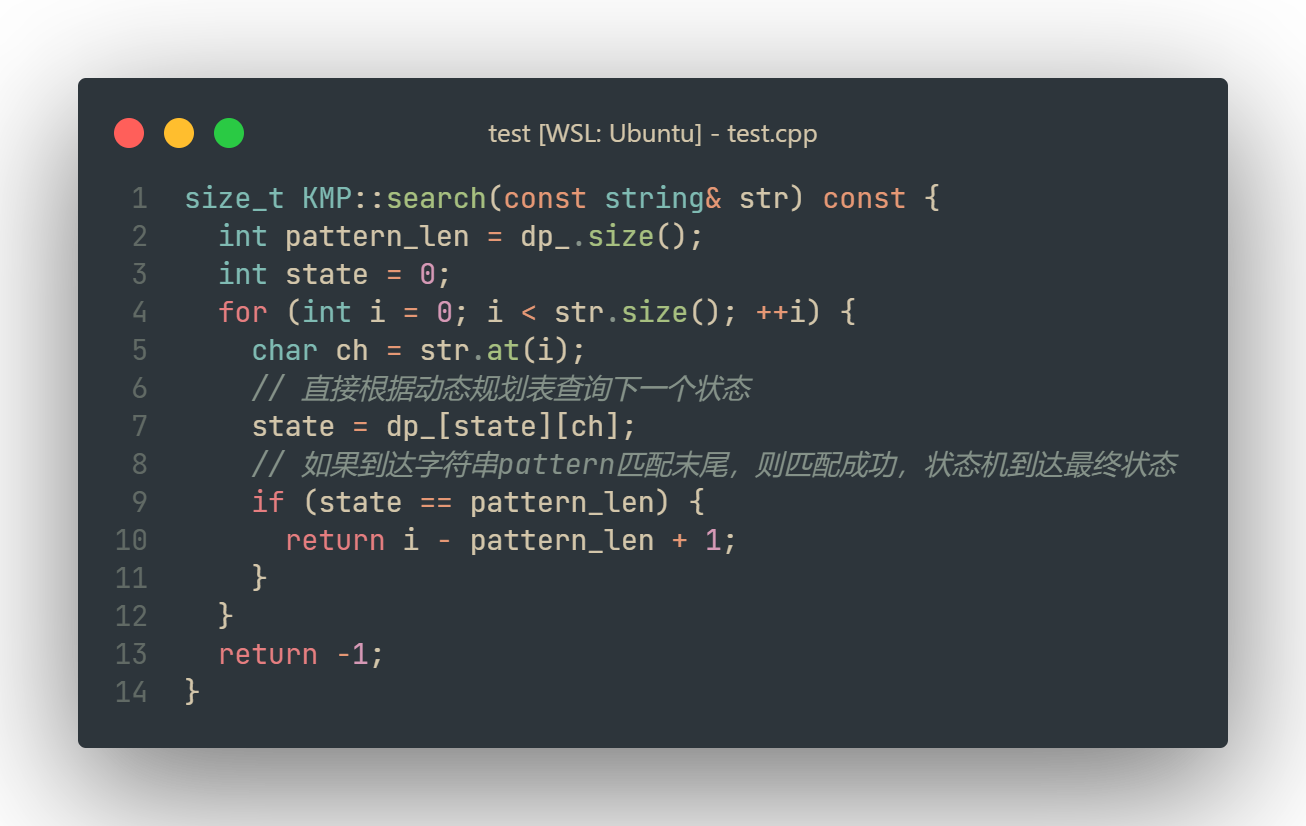 test [WSL: Ubuntu] - test.cpp
1 size_t KMP::search(const string& str) const {
2   int pattern_len = dp_.size();
3   int state = 0;
4   for (int i = 0; i < str.size(); ++i) {
5     char ch = str.at(i);
6     // 直接根据动态规划表查询下一个状态
7     state = dp_[state][ch];
8     // 如果到达字符串pattern匹配末尾，则匹配成功，状态机到达最终状态
9     if (state == pattern_len) {
10       return i - pattern_len + 1;
11     }
12   }
13   return -1;
14 }